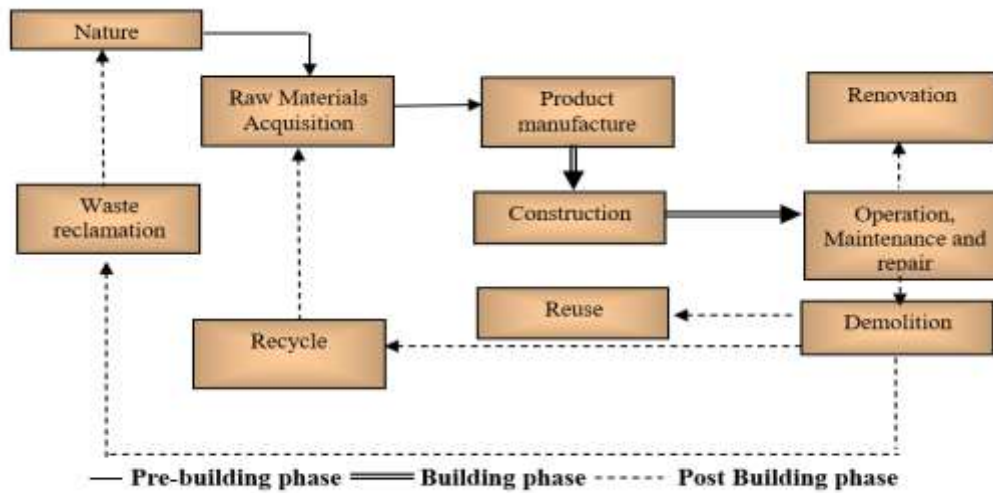 Nature
Raw Materials
Acquisition
Product
manufacture
Renovation
Waste
reclamation
Construction
Operation,
Maintenance and
repair
Reuse
Recycle
Demolition
Pre-building phase Building phase Post Building phase